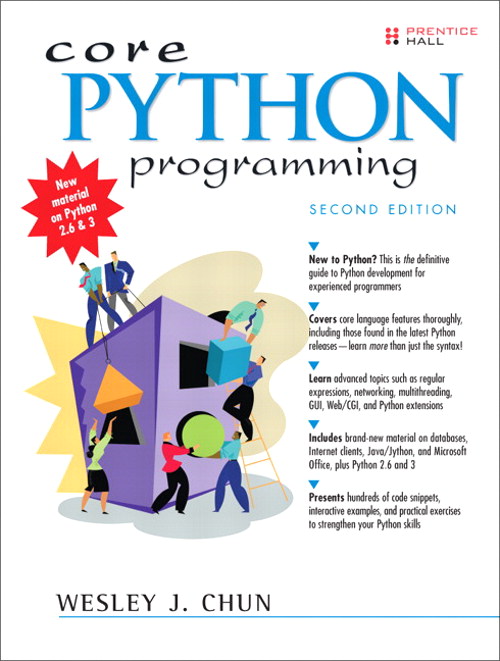 PRENTICE
HALL
core
PYTHON
programming
New
material
on Python
2.6 & 3
SECOND EDITION
New to Python? This is the definitive
guide to Python development for
experienced programmers
Covers core language features thoroughly,
including those found in the latest Python
releases—learn more than just the syntax!
Learn advanced topics such as regular
expressions, networking, multithreading,
GUI, Web/CGI, and Python extensions
Includes brand-new material on databases,
Internet clients, Java/Jython, and Microsoft
Office, plus Python 2.6 and 3
Presents hundreds of code snippets,
interactive examples, and practical exercises
to strengthen your Python skills
WESLEY J. CHUN